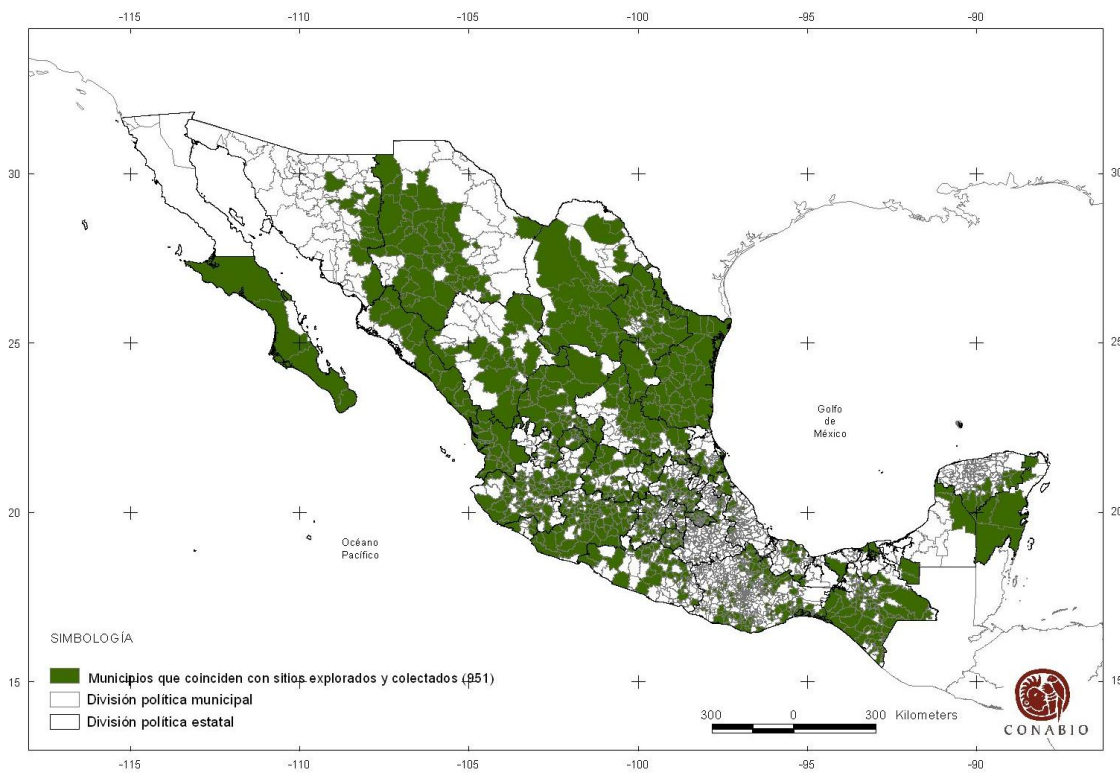 -115 -110 -105 -100 -95 -90
30 30
25 25
Golfo
de
México
20 20
Océano
Pacífico
SIMBOLOGÍA
Municipios que coinciden con sitios explorados y colectados (951)
División política municipal
División política estatal
15 15
300 0 300 Kilometers
CONABIO
-115 -110 -105 -100 -95 -90